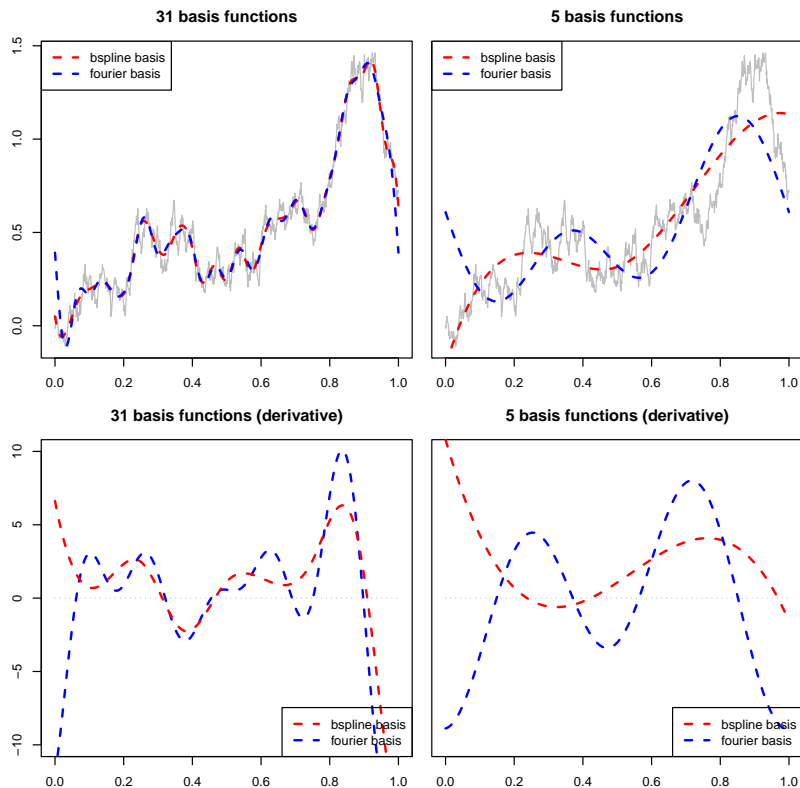 31 basis functions
bspline basis
fourier basis
0.0 0.5 1.0 1.5
0.0 0.2 0.4 0.6 0.8 1.0
5 basis functions
bspline basis
fourier basis
0.0 0.2 0.4 0.6 0.8 1.0
31 basis functions (derivative)
−10 −5 0 5 10
bspline basis
fourier basis
0.0 0.2 0.4 0.6 0.8 1.0
5 basis functions (derivative)
bspline basis
fourier basis
0.0 0.2 0.4 0.6 0.8 1.0